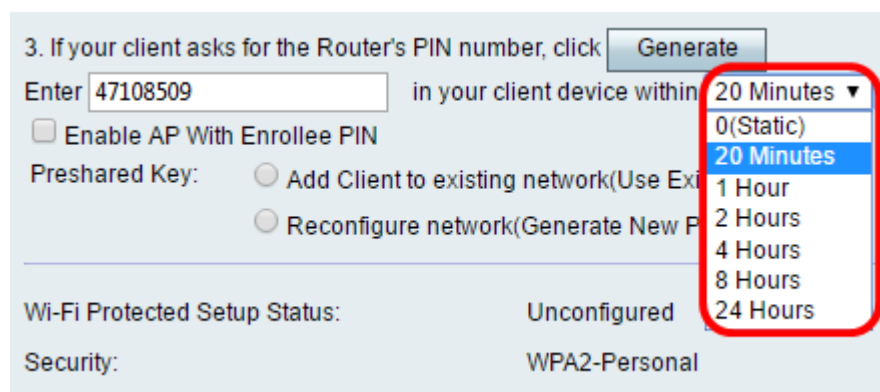 3. If your client asks for the Router's PIN number, click Generate
Enter 47108509 in your client device within 20 Minutes ▼
0(Static)
20 Minutes
1 Hour
2 Hours
4 Hours
8 Hours
24 Hours
Enable AP With Enrollee PIN
Preshared Key: Add Client to existing network(Use Exi
Reconfigure network(Generate New P
Wi-Fi Protected Setup Status: Unconfigured
Security: WPA2-Personal